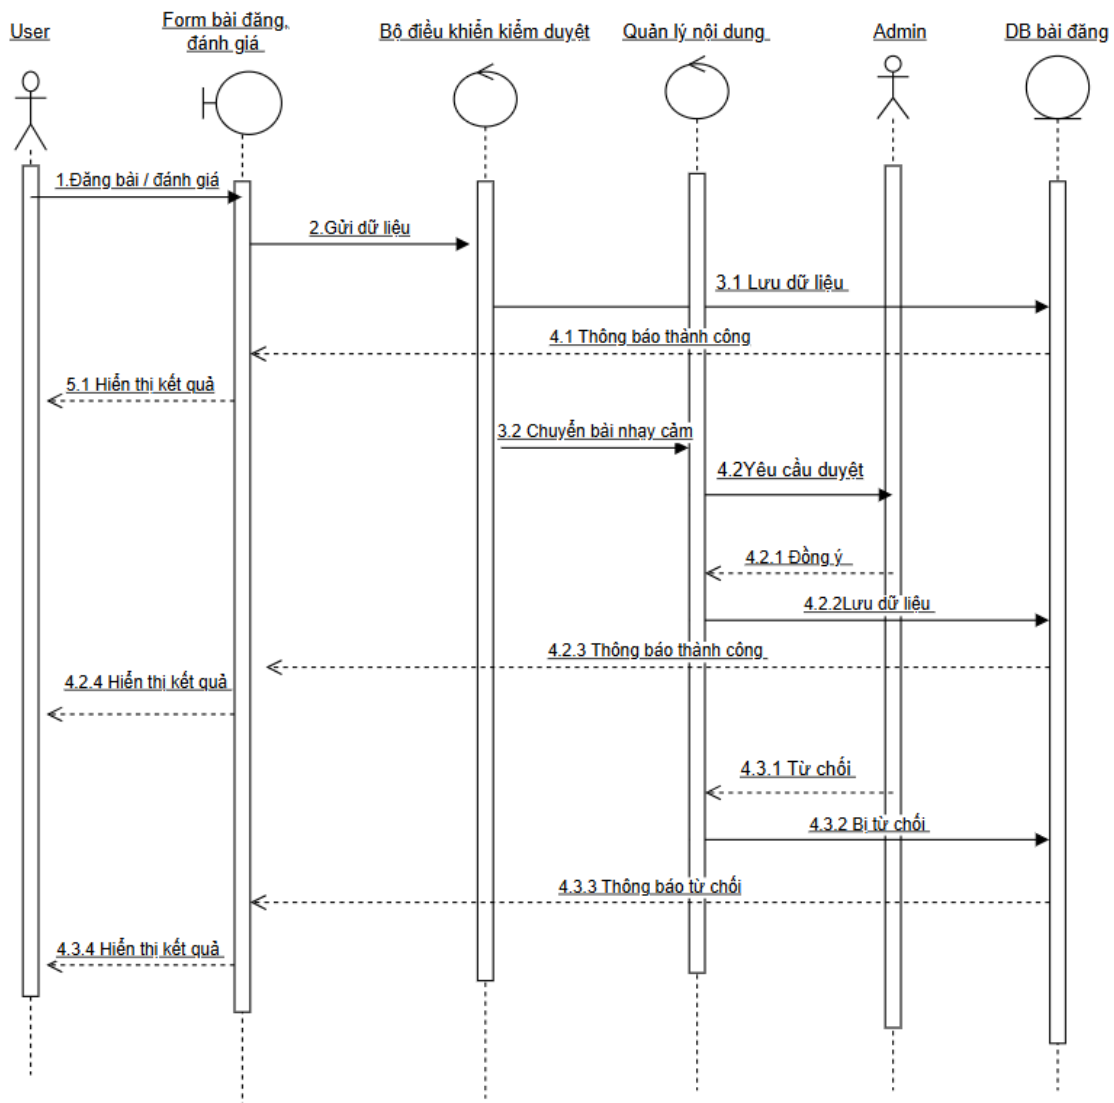 User
Form bài đăng,
đánh giá
Bộ điều khiển kiểm duyệt
Quản lý nội dung
Admin
DB bài đăng
1.Đăng bài / đánh giá
2.Gửi dữ liệu
3.1 Lưu dữ liệu
4.1 Thông báo thành công
5.1 Hiển thị kết quả
3.2 Chuyển bài nhạy cảm
4.2Yêu cầu duyệt
4.2.1 Đồng ý
4.2.2Lưu dữ liệu
4.2.3 Thông báo thành công
4.2.4 Hiển thị kết quả
4.3.1 Từ chối
4.3.2 Bị từ chối
4.3.3 Thông báo từ chối
4.3.4 Hiển thị kết quả